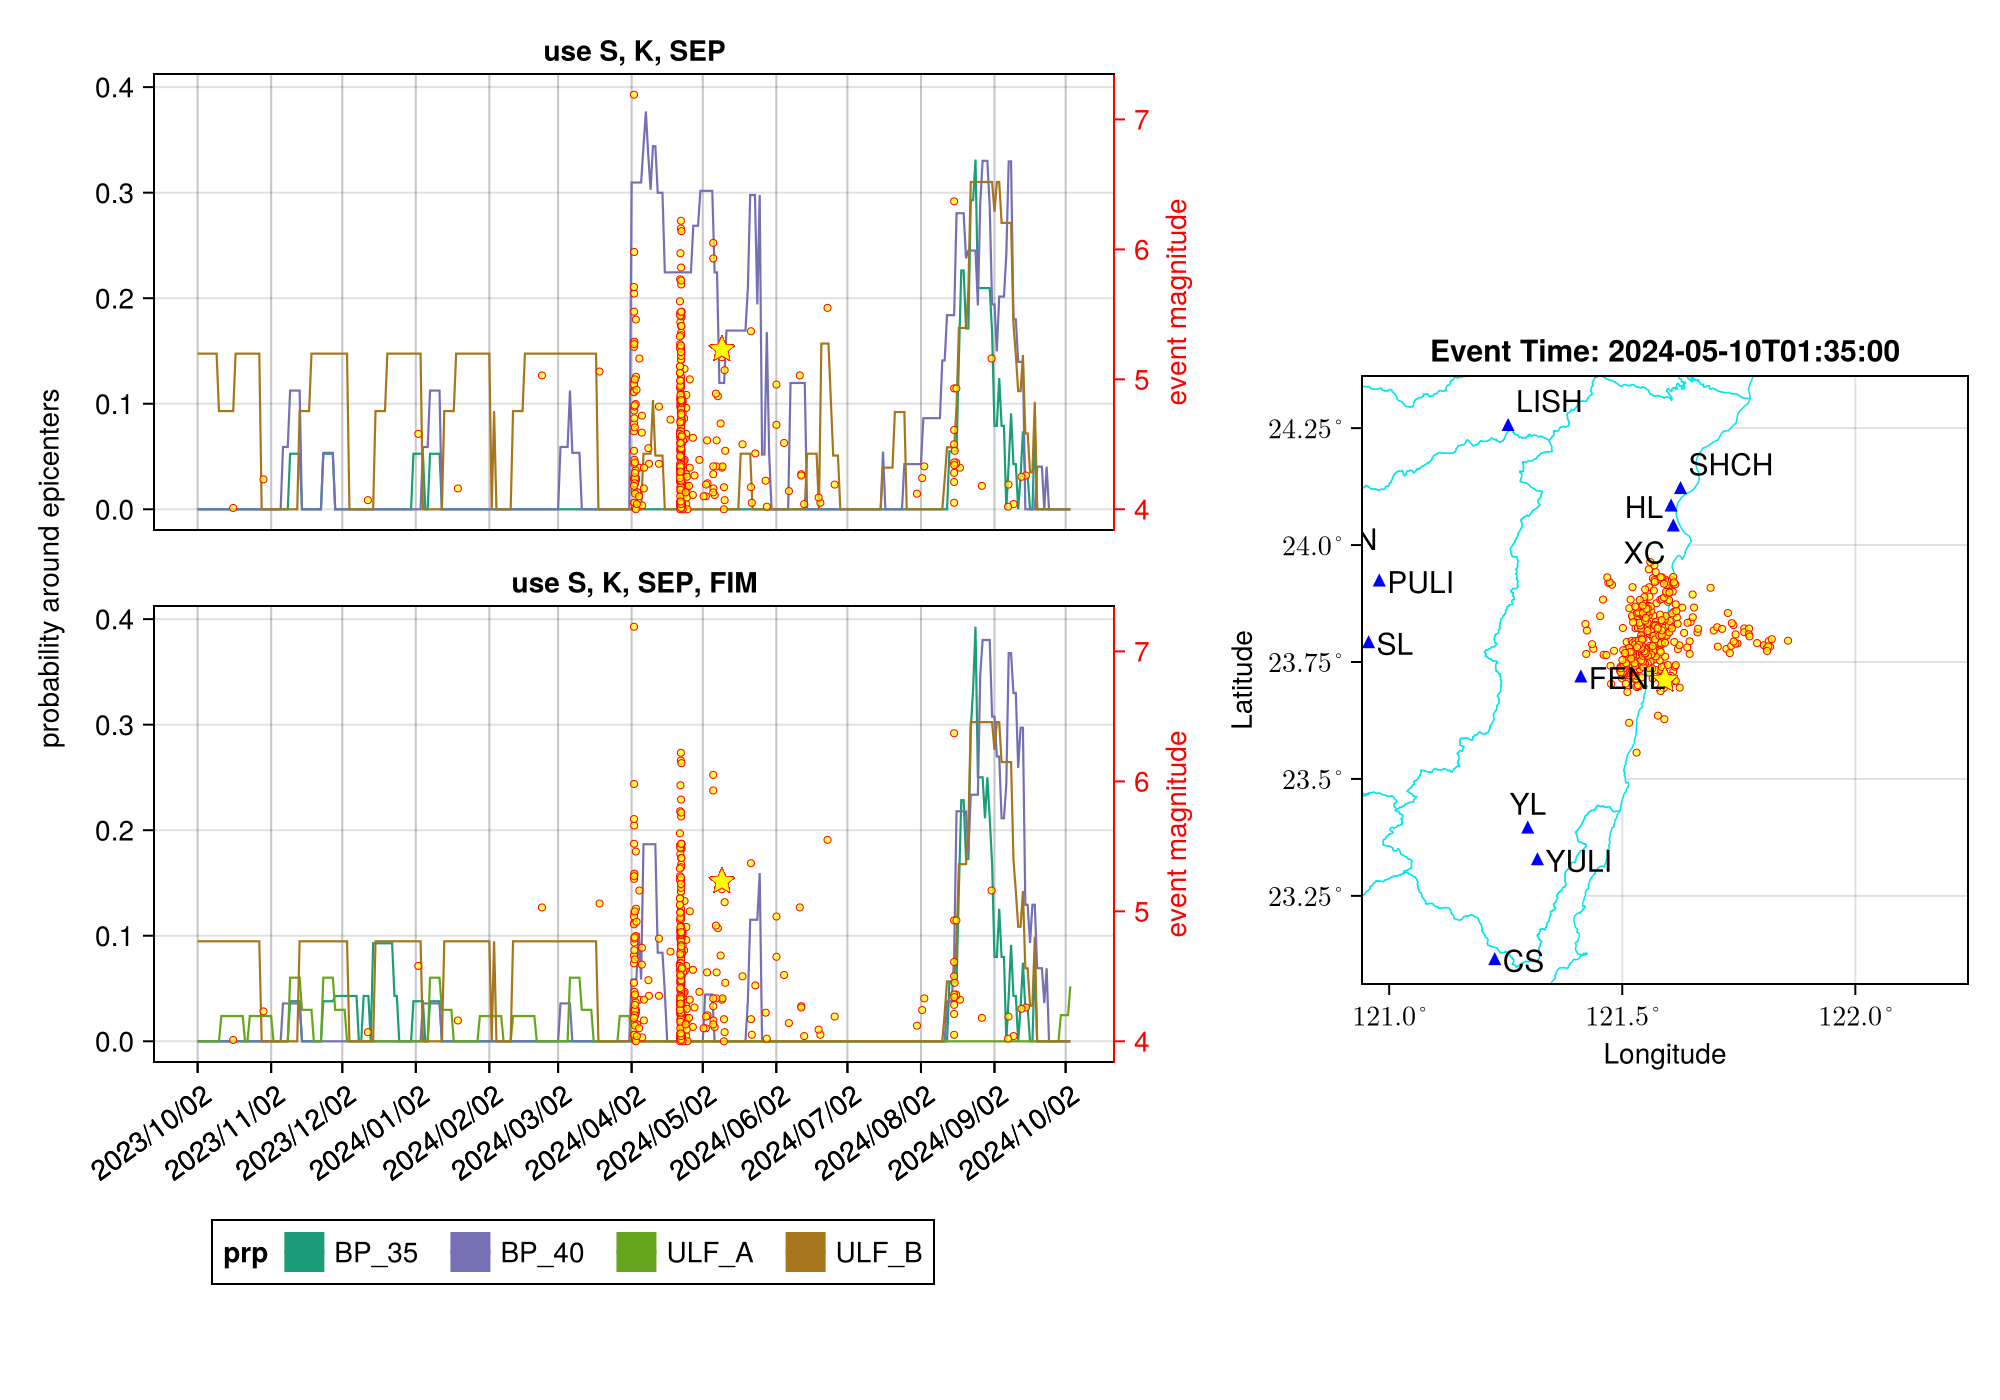 use S, K, SEP
0.4
0.3
0.2
0.1
0.0
7
6
5
4
event magnitude
probability around epicenters
use S, K, SEP, FIM
0.4
0.3
0.2
0.1
0.0
7
6
5
4
event magnitude
2023/10/02
2023/11/02
2023/12/02
2024/01/02
2024/02/02
2024/03/02
2024/04/02
2024/05/02
2024/06/02
2024/07/02
2024/08/02
2024/09/02
2024/10/02
prp
BP_35
BP_40
ULF_A
ULF_B
Event Time: 2024-05-10T01:35:00
Latitude
24.25°
24.0°
23.75°
23.5°
23.25°
LISH
SHCH
HL
XC
N
PULI
SL
FENL
YL
YULI
CS
121.0°
121.5°
122.0°
Longitude